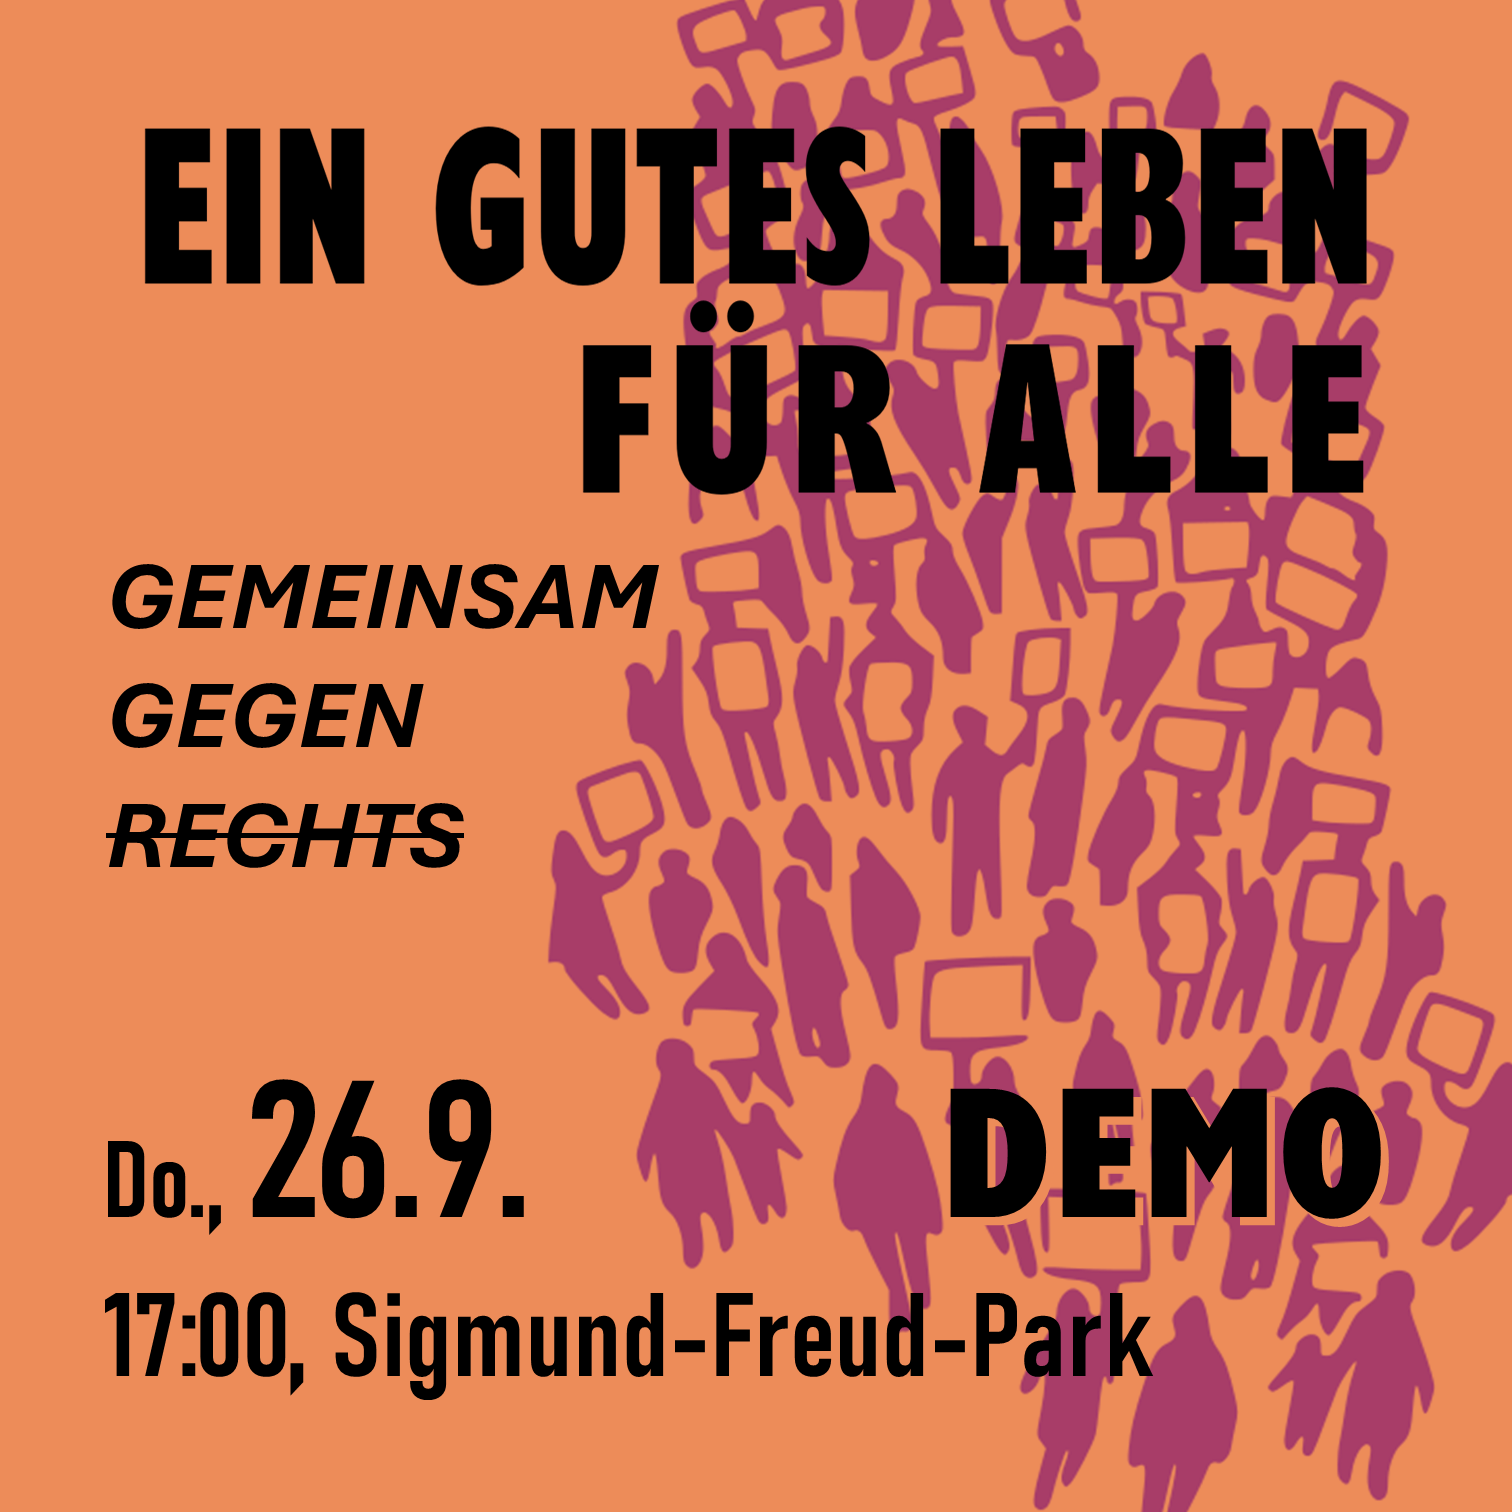 EIN GUTES LEBEN
FÜR ALLE
GEMEINSAM
GEGEN
RECHTS
Do., 26.9.
DEMO
17:00, Sigmund-Freud-Park